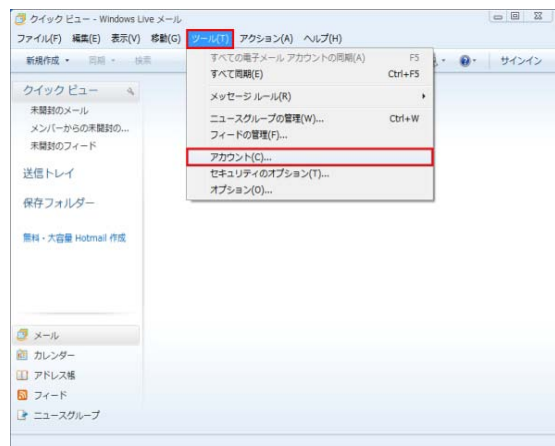 クイック ビュー - Windows Live メール
ファイル(F) 編集(E) 表示(V) 移動(G) ツール(T) アクション(A) ヘルプ(H)
新規作成 同期 検索 サインイン
すべての電子メール アカウントの同期(A) F5
すべて同期(E) Ctrl+F5
メッセージ ルール(R)
ニュースグループの管理(W)... Ctrl+W
フィードの管理(F)...
アカウント(C)...
セキュリティのオプション(T)...
オプション(O)...
クイック ビュー
未開封のメール
メンバーからの未開封の...
未開封のフィード
送信トレイ
保存フォルダー
無料・大容量 Hotmail 作成
メール
カレンダー
アドレス帳
フィード
ニュースグループ